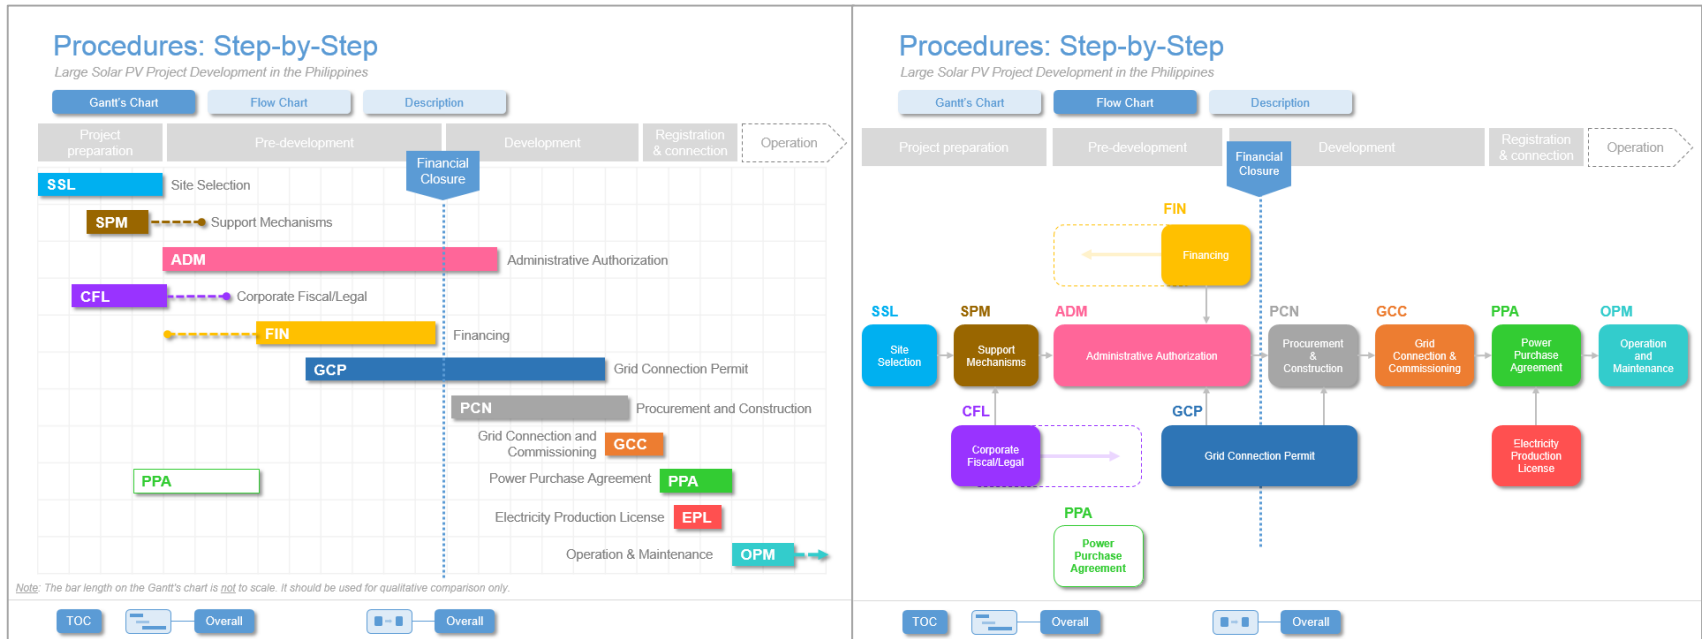 Procedures: Step-by-Step
Large Solar PV Project Development in the Philippines
Gantt's Chart
Flow Chart
Description
Project
preparation
Pre-development
Development
Registration
& connection
Operation
Financial
Closure
SSL
Site Selection
SPM
Support Mechanisms
ADM
Administrative Authorization
CFL
Corporate Fiscal/Legal
FIN
Financing
GCP
Grid Connection Permit
PCN
Procurement and Construction
Grid Connection and
Commissioning
GCC
PPA
Power Purchase Agreement
PPA
Electricity Production License
EPL
Operation & Maintenance
OPM
Note: The bar length on the Gantt's chart is not to scale. It should be used for qualitative comparison only.
TOC
Overall
Overall
Procedures: Step-by-Step
Large Solar PV Project Development in the Philippines
Gantt's Chart
Flow Chart
Description
Project preparation
Pre-development
Development
Registration
& connection
Operation
Financial
Closure
FIN
Financing
SSL
Site
Selection
SPM
Support
Mechanisms
ADM
Administrative Authorization
PCN
Procurement
&
Construction
GCC
Grid
Connection &
Commissioning
PPA
Power
Purchase
Agreement
OPM
Operation
and
Maintenance
CFL
Corporate
Fiscal/Legal
GCP
Grid Connection Permit
Electricity
Production
License
PPA
Power
Purchase
Agreement
TOC
Overall
Overall